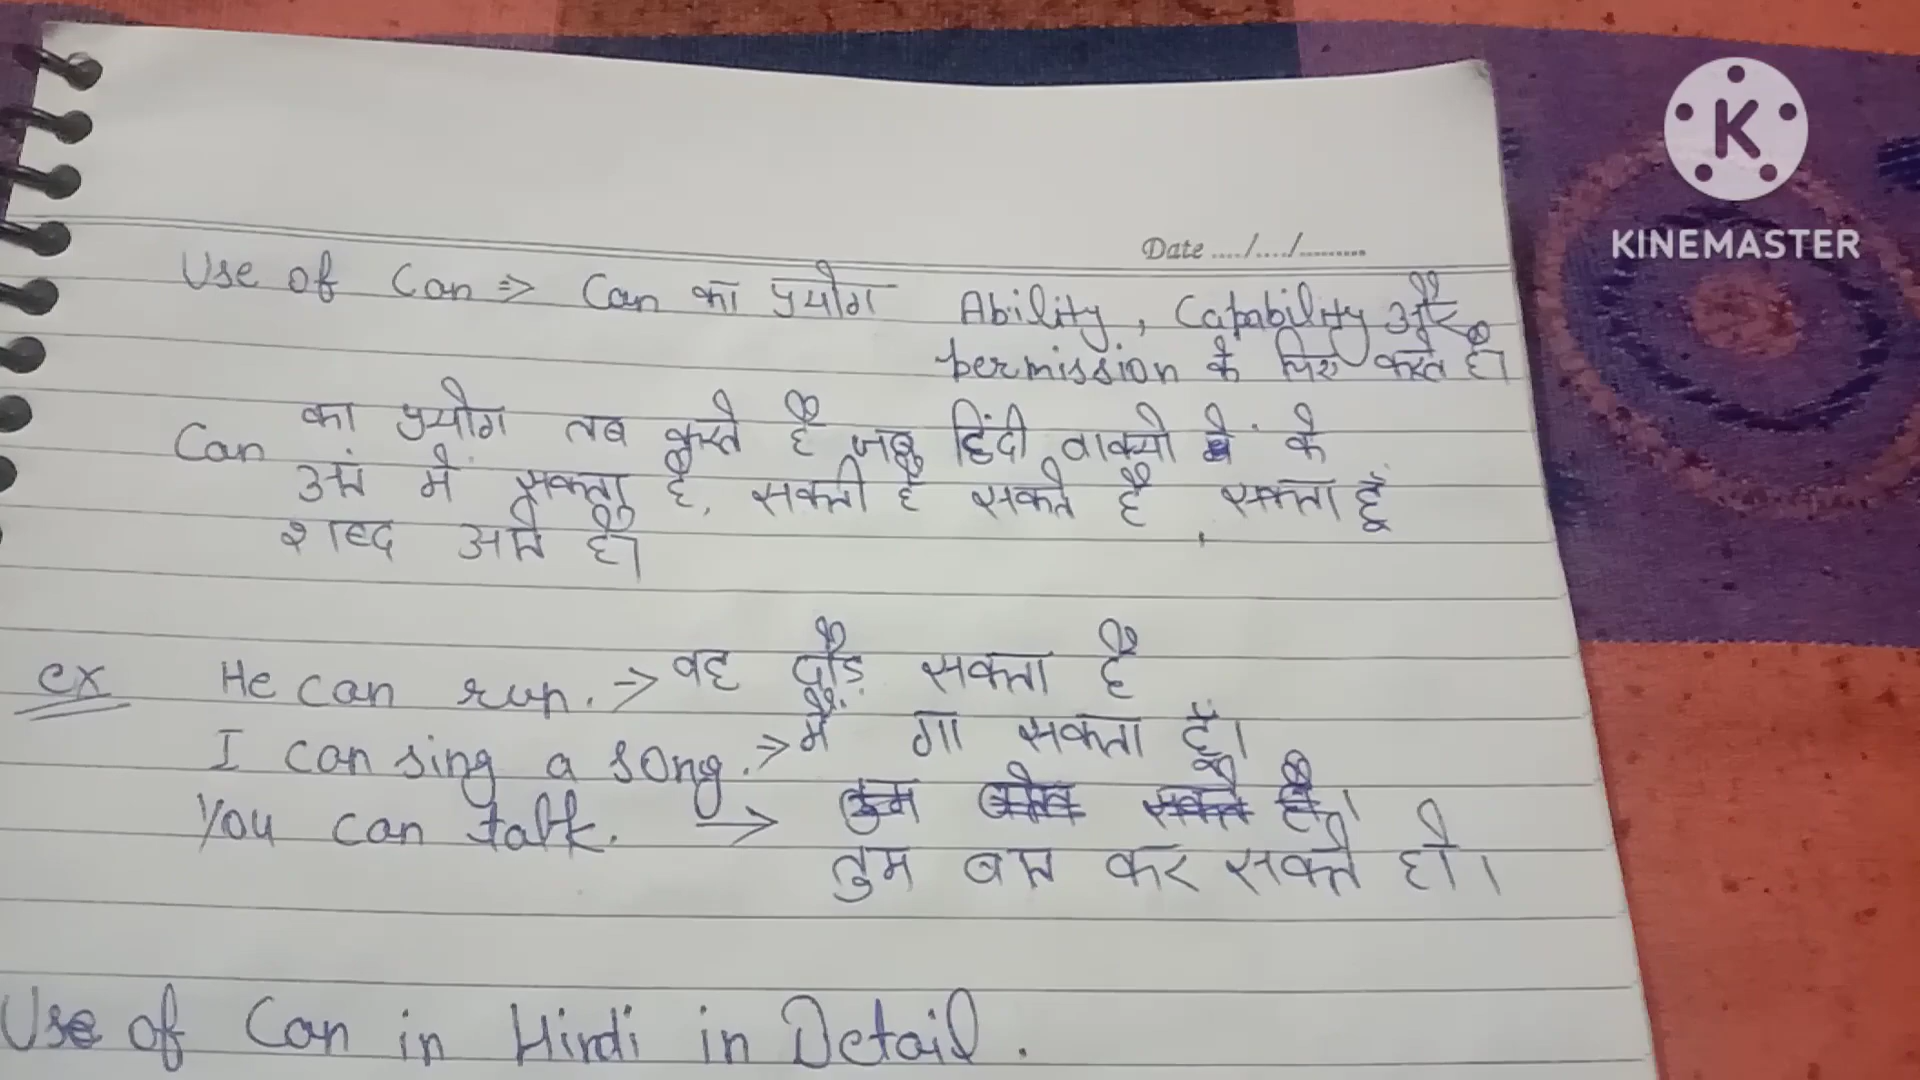 Date ..../..../..........
Use of Can ⇒ Can का प्रयोग Ability, Capability और
permission के लिए करते है।
Can का प्रयोग तब करते है जब हिंदी वाक्यो के
अंत में सकता है, सकती है सकते है, सकता हूँ
शब्द आते है।
ex He can run. → वह दौड़ सकता है
I can sing a song. → मैं गा सकता हूँ।
You can talk. → तुम बात कर सकते हो।
Use of Can in Hindi in Detail.
K
KINEMASTER